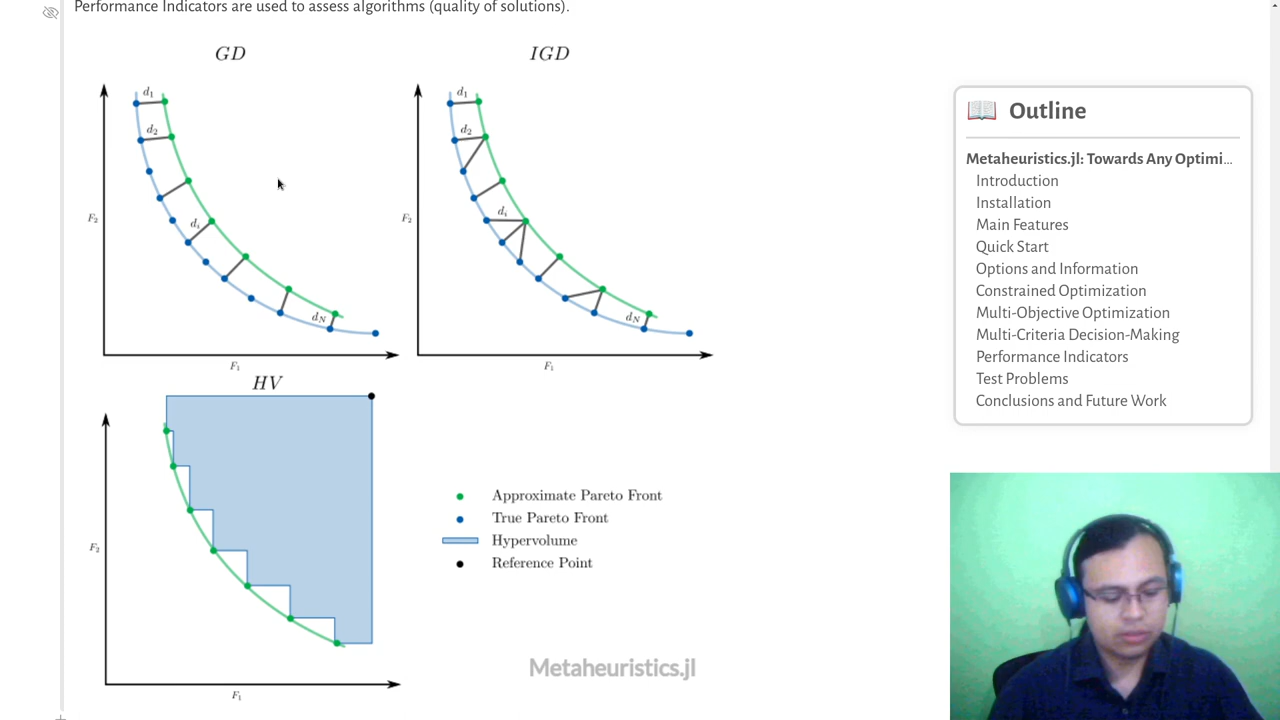 Performance Indicators are used to assess algorithms (quality of solutions).
GD
IGD
d₁
d₂
dᵢ
d_N
F₂
F₁
d₁
d₂
dᵢ
d_N
F₂
F₁
HV
F₂
F₁
Approximate Pareto Front
True Pareto Front
Hypervolume
Reference Point
Metaheuristics.jl
📖 Outline
Metaheuristics.jl: Towards Any Optimi...
Introduction
Installation
Main Features
Quick Start
Options and Information
Constrained Optimization
Multi-Objective Optimization
Multi-Criteria Decision-Making
Performance Indicators
Test Problems
Conclusions and Future Work